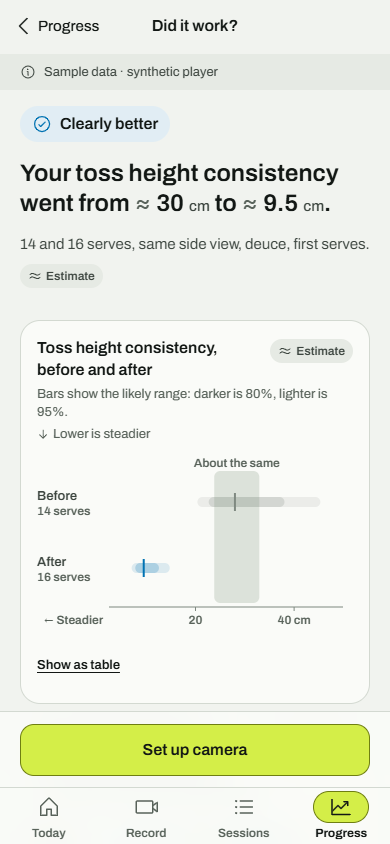 Progress
Did it work?
Sample data · synthetic player
Clearly better
Your toss height consistency
went from ≈ 30 cm to ≈ 9.5 cm.
14 and 16 serves, same side view, deuce, first serves.
≈ Estimate
Toss height consistency,
before and after
≈ Estimate
Bars show the likely range: darker is 80%, lighter is
95%.
↓ Lower is steadier
About the same
Before
14 serves
After
16 serves
← Steadier
20
40 cm
Show as table
Set up camera
Today
Record
Sessions
Progress